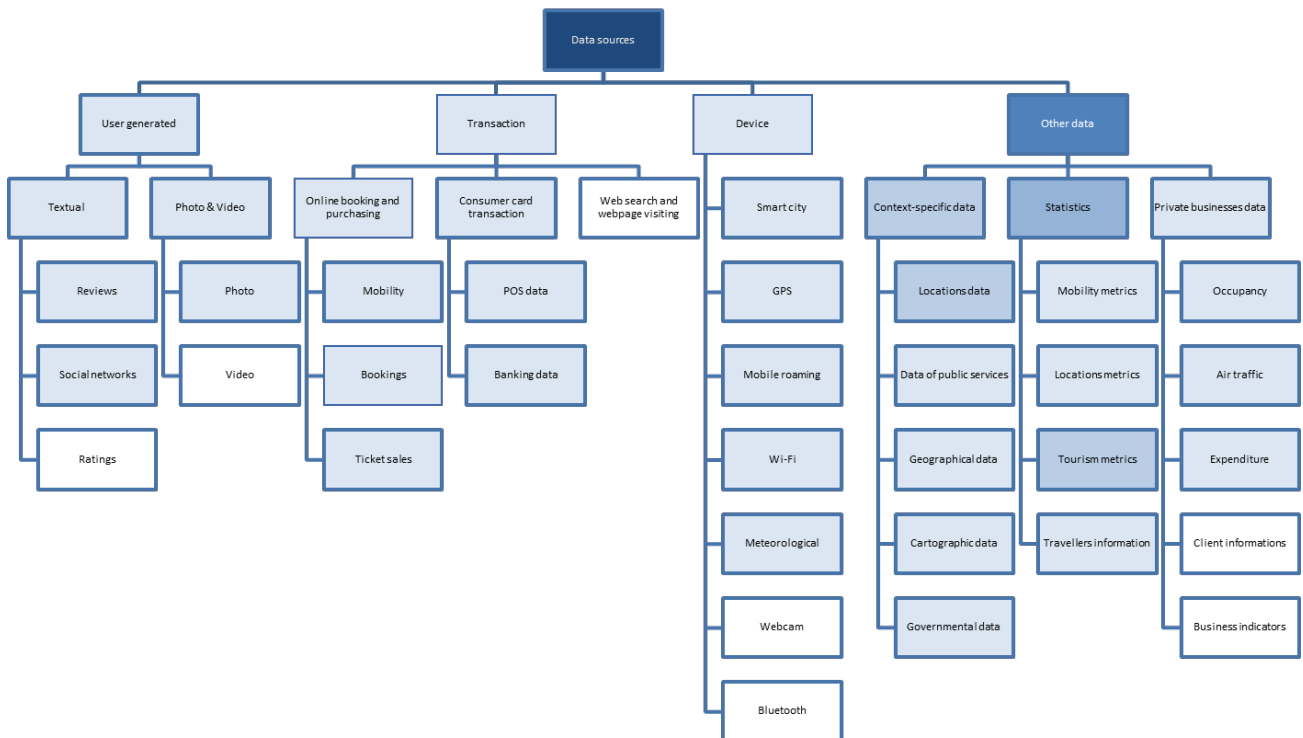 Data sources
User generated
Transaction
Device
Other data
Textual
Photo & Video
Online booking and
purchasing
Consumer card
transaction
Web search and
webpage visiting
Smart city
Context-specific data
Statistics
Private businesses data
Reviews
Photo
Mobility
POS data
GPS
Locations data
Mobility metrics
Occupancy
Social networks
Video
Bookings
Banking data
Mobile roaming
Data of public services
Locations metrics
Air traffic
Ratings
Ticket sales
Wi-Fi
Geographical data
Tourism metrics
Expenditure
Meteorological
Cartographic data
Travellers information
Client informations
Webcam
Governmental data
Business indicators
Bluetooth